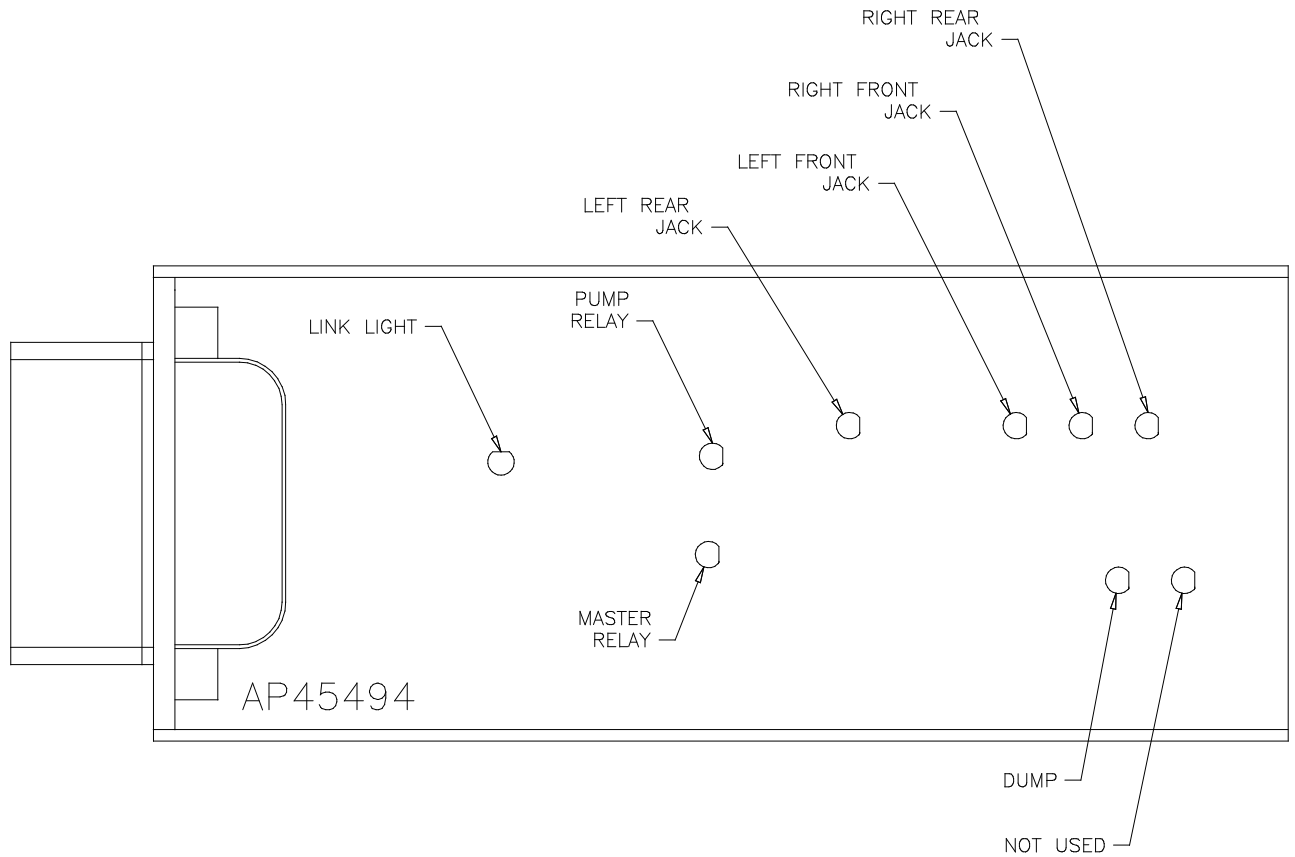 RIGHT REAR
JACK
RIGHT FRONT
JACK
LEFT FRONT
JACK
LEFT REAR
JACK
PUMP
RELAY
LINK LIGHT
MASTER
RELAY
AP45494
DUMP
NOT USED